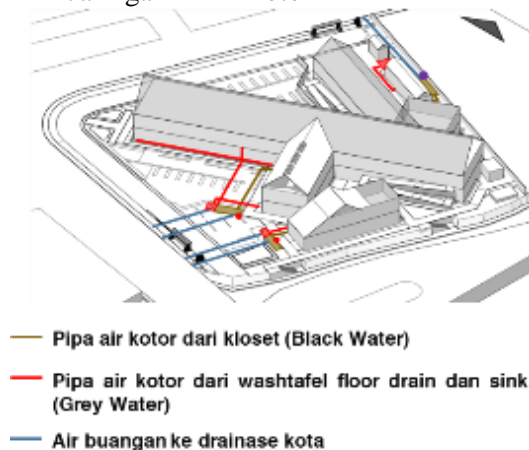 Pipa air kotor dari kloset (Black Water)
Pipa air kotor dari washtafel floor drain dan sink
(Grey Water)
Air buangan ke drainase kota